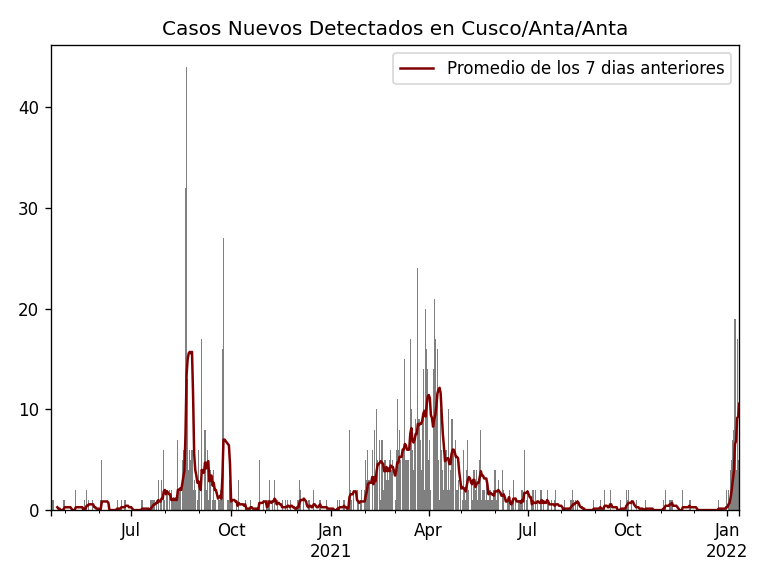 Casos Nuevos Detectados en Cusco/Anta/Anta
Promedio de los 7 dias anteriores
40
30
20
10
0
Jul
Oct
Jan
2021
Apr
Jul
Oct
Jan
2022